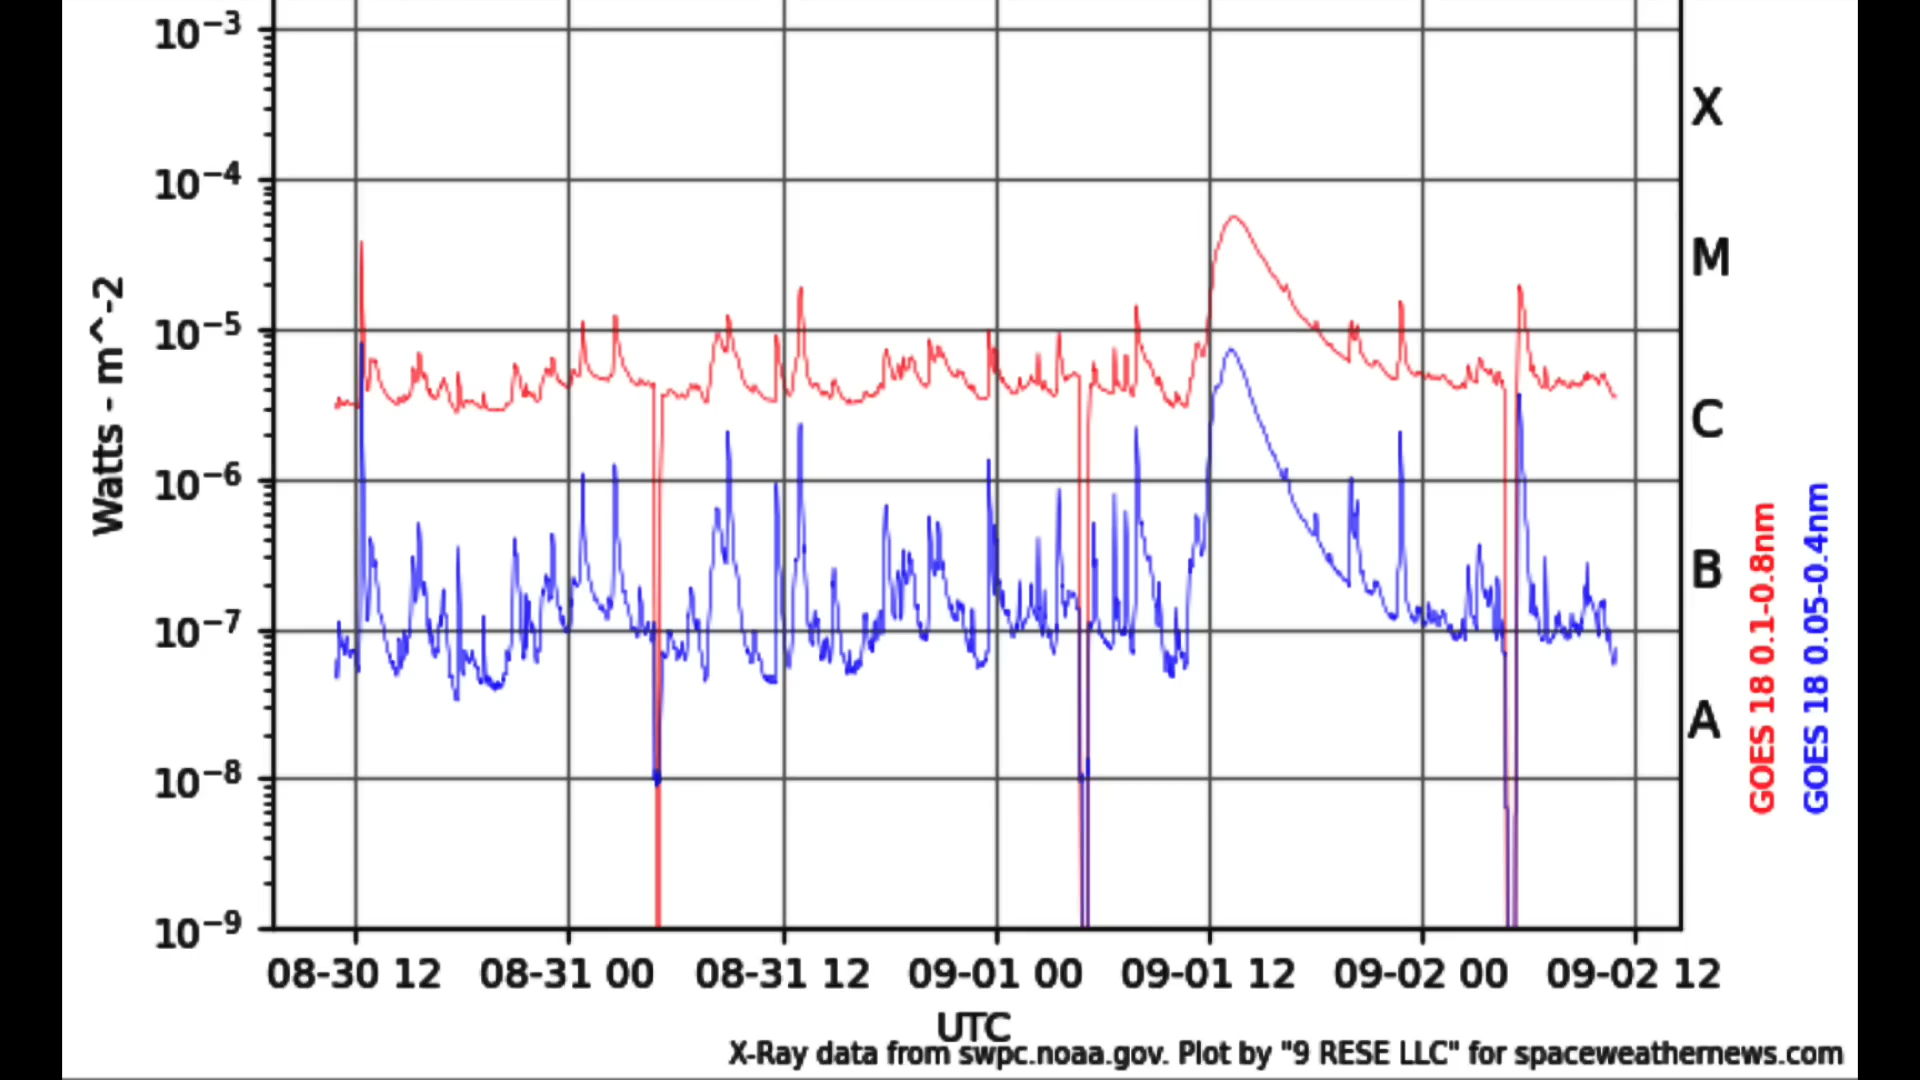 10−3
10−4
10−5
10−6
10−7
10−8
10−9
Watts - m^-2
X
M
C
B
A
GOES 18 0.1-0.8nm
GOES 18 0.05-0.4nm
08-30 12 08-31 00 08-31 12 09-01 00 09-01 12 09-02 00 09-02 12
UTC
X-Ray data from swpc.noaa.gov. Plot by "9 RESE LLC" for spaceweathernews.com